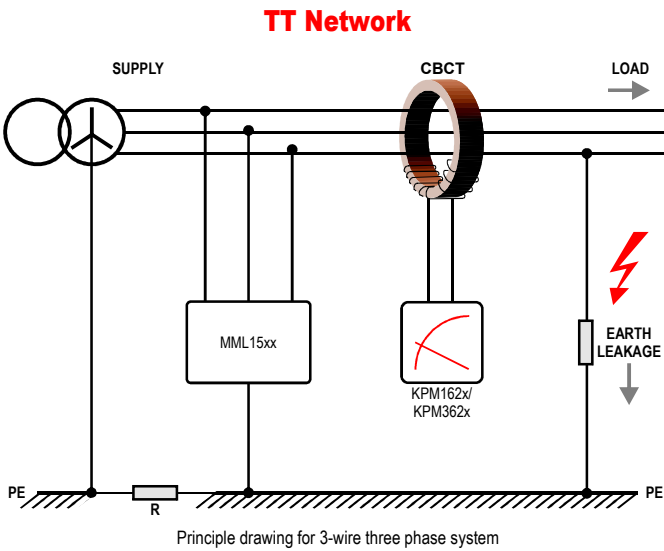 TT Network
SUPPLY
CBCT
LOAD
MML15xx
KPM162x/
KPM362x
EARTH
LEAKAGE
PE
R
PE
Principle drawing for 3-wire three phase system